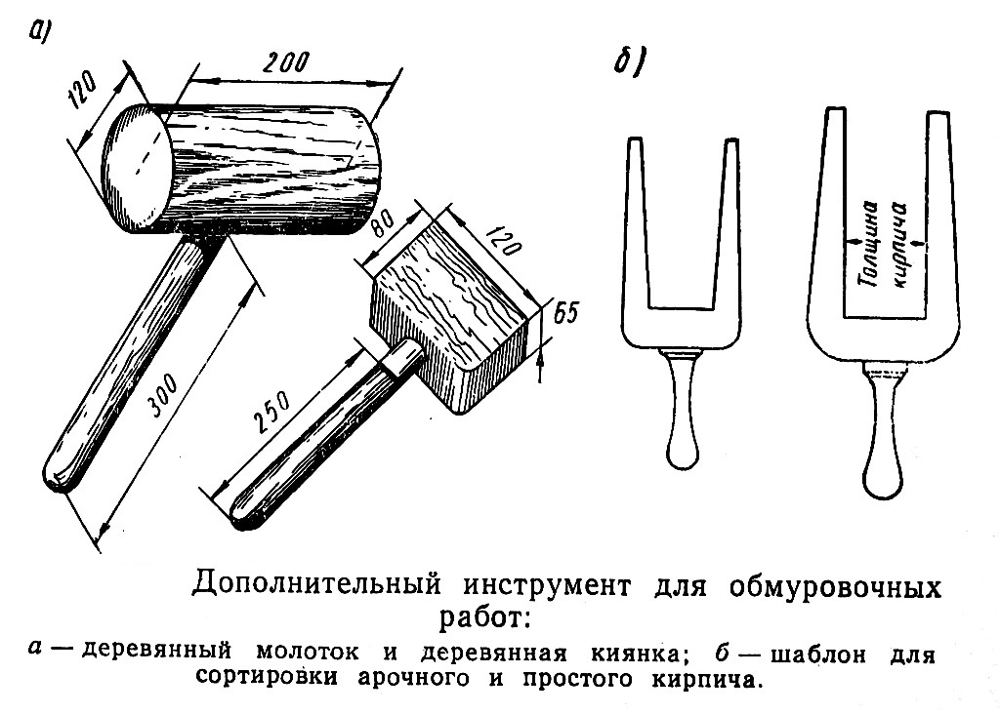 а)
120
200
300
80
120
65
250
б)
Толщина
кирпича
Дополнительный инструмент для обмуровочных
работ:
а — деревянный молоток и деревянная киянка; б — шаблон для
сортировки арочного и простого кирпича.